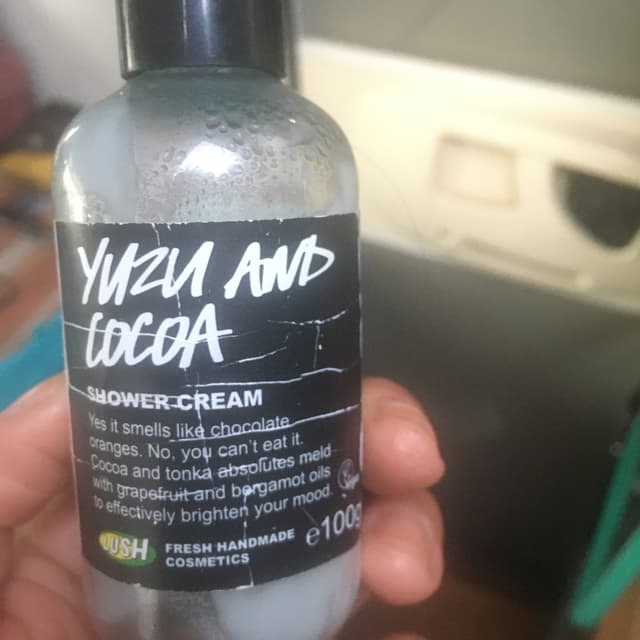 YUZU AND
COCOA
SHOWER CREAM
Yes it smells like chocolate
oranges. No, you can't eat it.
Cocoa and tonka absolutes meld
with grapefruit and bergamot oils
to effectively brighten your mood.
LUSH
FRESH HANDMADE
COSMETICS
e100g